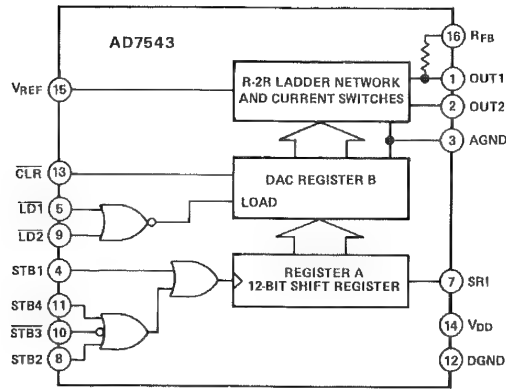 AD7543
16 RFB
R-2R LADDER NETWORK
AND CURRENT SWITCHES
1 OUT1
VREF 15
2 OUT2
3 AGND
CLR 13
DAC REGISTER B
LD1 5
LOAD
LD2 9
STB1 4
REGISTER A
12-BIT SHIFT REGISTER
7 SRI
STB4 11
STB3 10
14 VDD
STB2 8
12 DGND